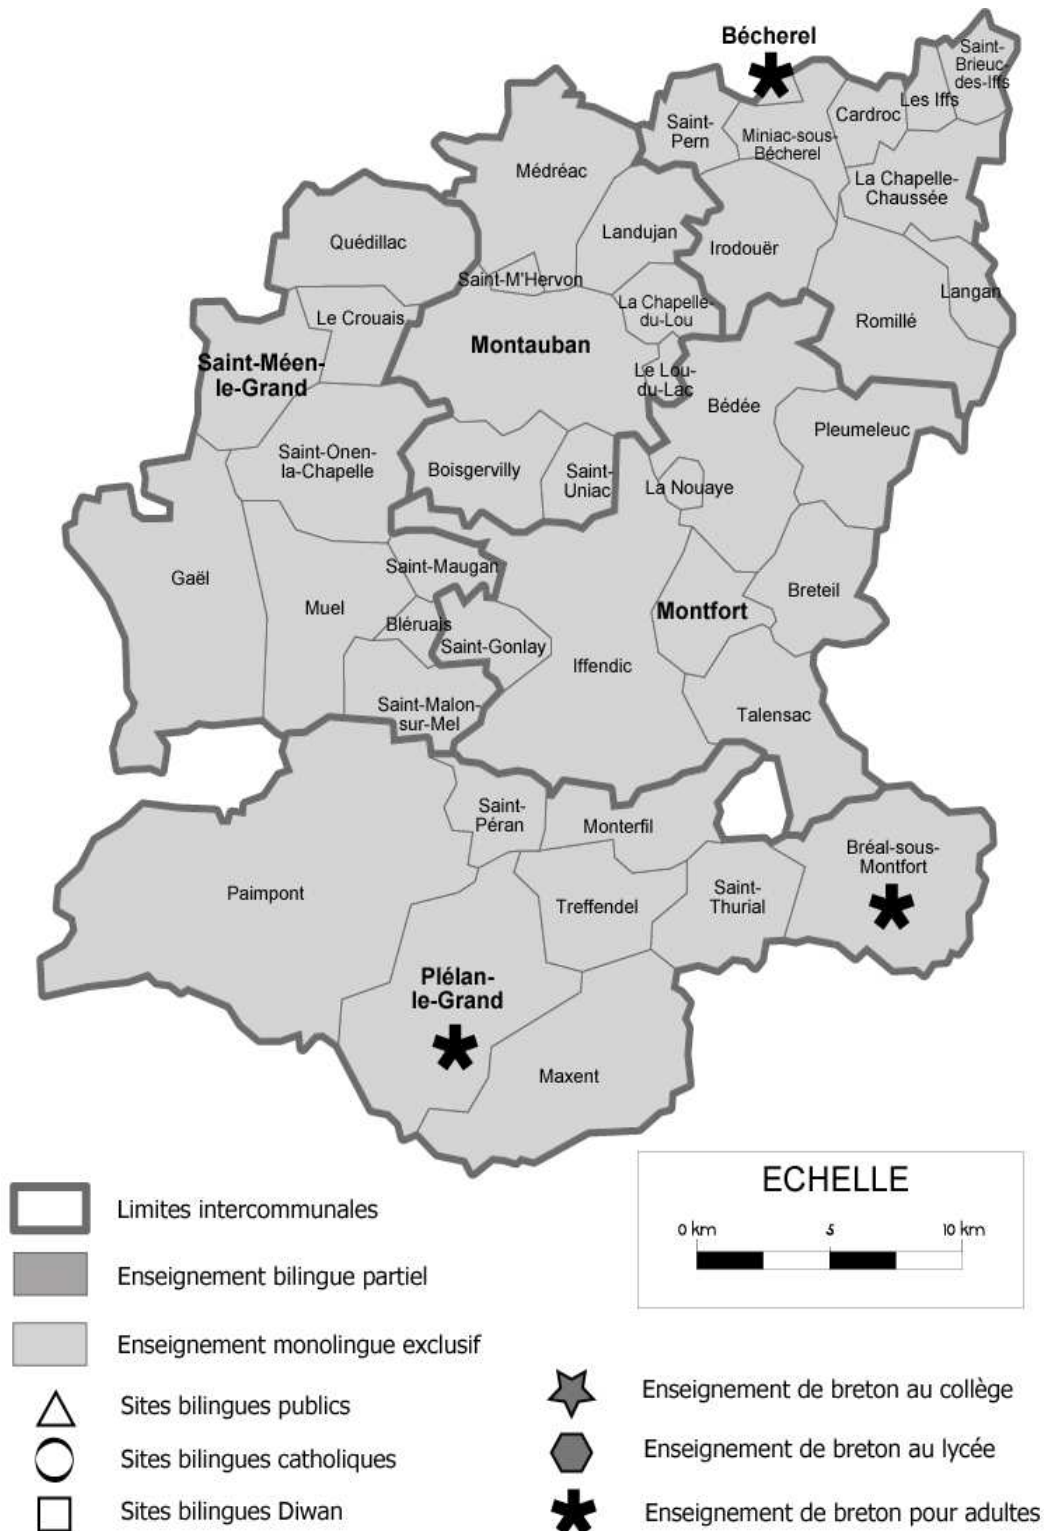 Bécherel
Saint-
Brieuc-
des-Iffs
Les Iffs
Cardroc
Saint-
Pern
Miniac-sous-
Bécherel
Médréac
La Chapelle-
Chaussée
Landujan
Irodouër
Quédillac
Saint-M'Hervon
Langan
La Chapelle-
du-Lou
Le Crouais
Romillé
Montauban
Saint-Méen-
le-Grand
Le Lou-
du-Lac
Bédée
Pleumeleuc
Saint-Onen-
la-Chapelle
Boisgervilly
Saint-
Uniac
La Nouaye
Gaël
Saint-Maugan
Breteil
Muel
Montfort
Bléruais
Saint-Gonlay
Iffendic
Saint-Malon-
sur-Mel
Talensac
Saint-
Péran
Monterfil
Bréal-sous-
Montfort
Paimpont
Treffendel
Saint-
Thurial
Plélan-
le-Grand
Maxent
ECHELLE
0 km 5 10 km
Limites intercommunales
Enseignement bilingue partiel
Enseignement monolingue exclusif
Sites bilingues publics
Sites bilingues catholiques
Sites bilingues Diwan
Enseignement de breton au collège
Enseignement de breton au lycée
Enseignement de breton pour adultes